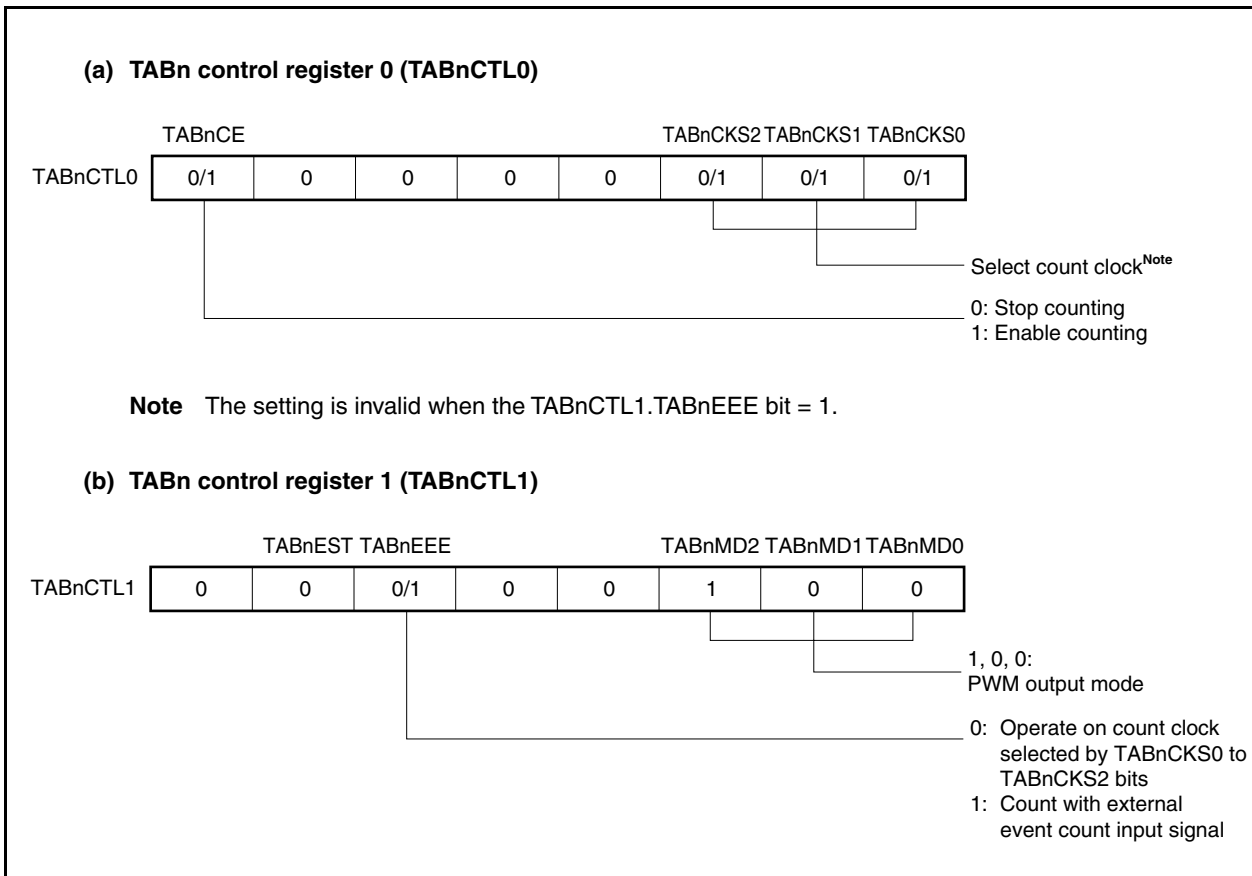 (a) TABn control register 0 (TABnCTL0)
TABnCE TABnCKS2 TABnCKS1 TABnCKS0
TABnCTL0 0/1 0 0 0 0 0/1 0/1 0/1
Select count clockNote
0: Stop counting
1: Enable counting
Note The setting is invalid when the TABnCTL1.TABnEEE bit = 1.
(b) TABn control register 1 (TABnCTL1)
TABnEST TABnEEE TABnMD2 TABnMD1 TABnMD0
TABnCTL1 0 0 0/1 0 0 1 0 0
1, 0, 0:
PWM output mode
0: Operate on count clock
selected by TABnCKS0 to
TABnCKS2 bits
1: Count with external
event count input signal